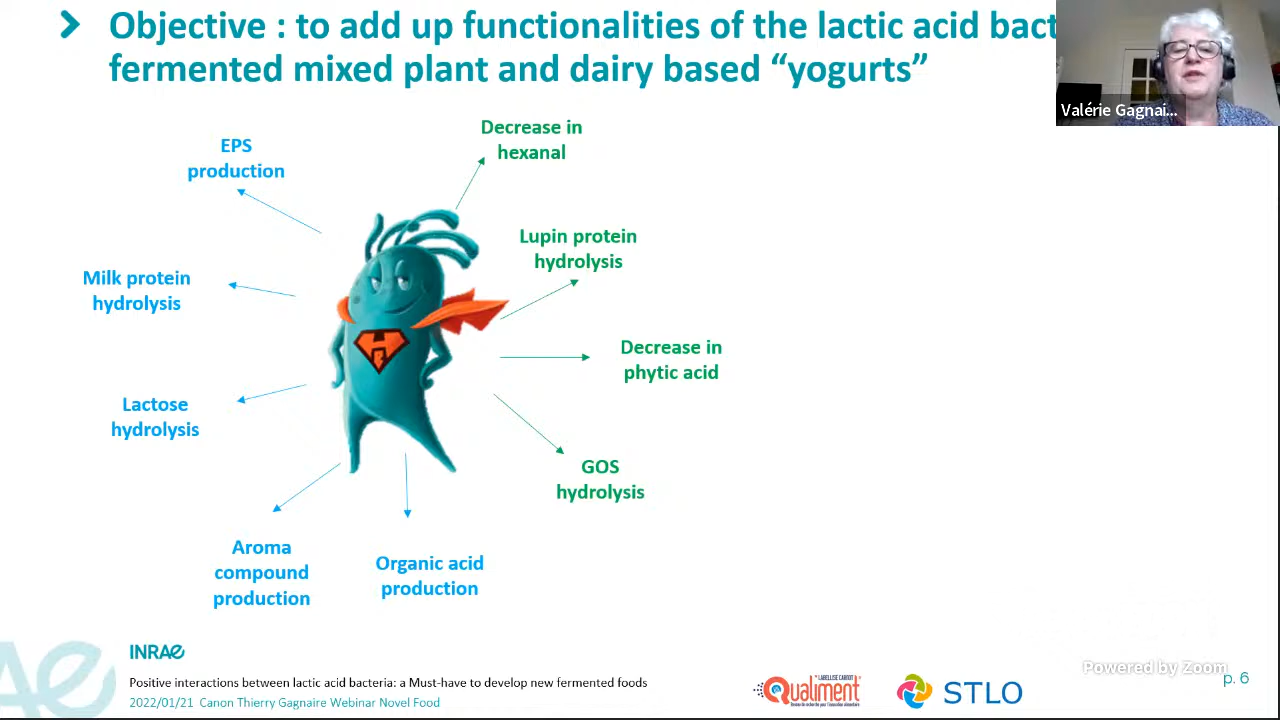 Objective : to add up functionalities of the lactic acid bact
fermented mixed plant and dairy based “yogurts”
Valérie Gagnai...
Decrease in
hexanal
EPS
production
Lupin protein
hydrolysis
Milk protein
hydrolysis
Decrease in
phytic acid
Lactose
hydrolysis
GOS
hydrolysis
Aroma
compound
production
Organic acid
production
INRAE
Positive interactions between lactic acid bacteria: a Must-have to develop new fermented foods
2022/01/21 Canon Thierry Gagnaire Webinar Novel Food
LABELLISE CARNOT
Qualiment
STLO
Powered by Zoom
p. 6